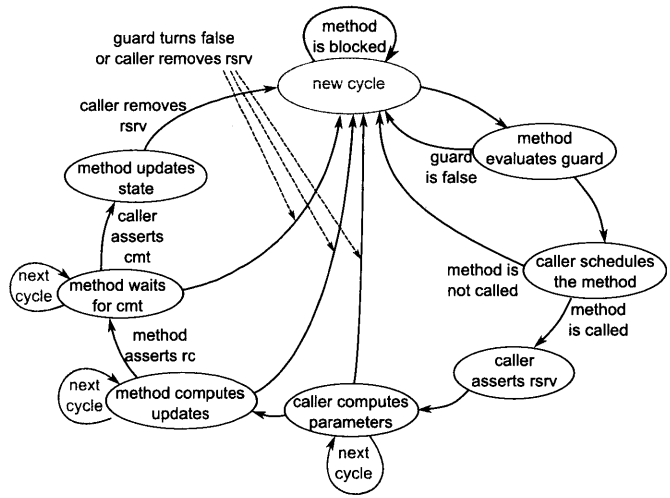 method
is blocked
guard turns false
or caller removes rsrv
new cycle
caller removes
rsrv
method
evaluates guard
guard
is false
method updates
state
caller
asserts
cmt
caller schedules
the method
method is
not called
next
cycle
method waits
for cmt
method
is called
method
asserts rc
caller
asserts rsrv
next
cycle
method computes
updates
caller computes
parameters
next
cycle